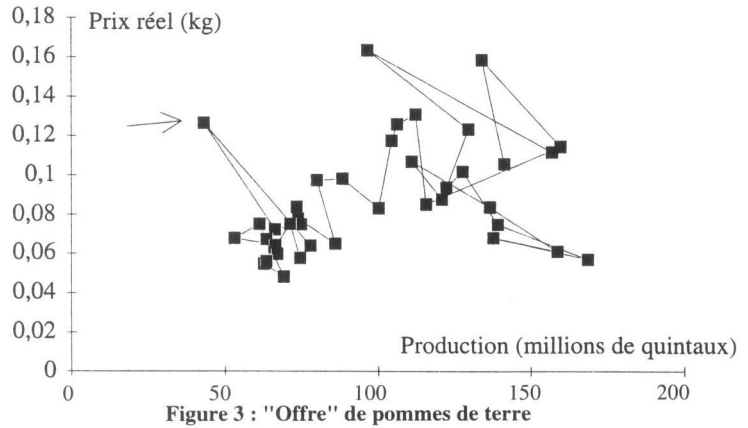 0,18
Prix réel (kg)
0,16
0,14
0,12
0,1
0,08
0,06
0,04
0,02
Production (millions de quintaux)
0
0 50 100 150 200
Figure 3 : "Offre" de pommes de terre